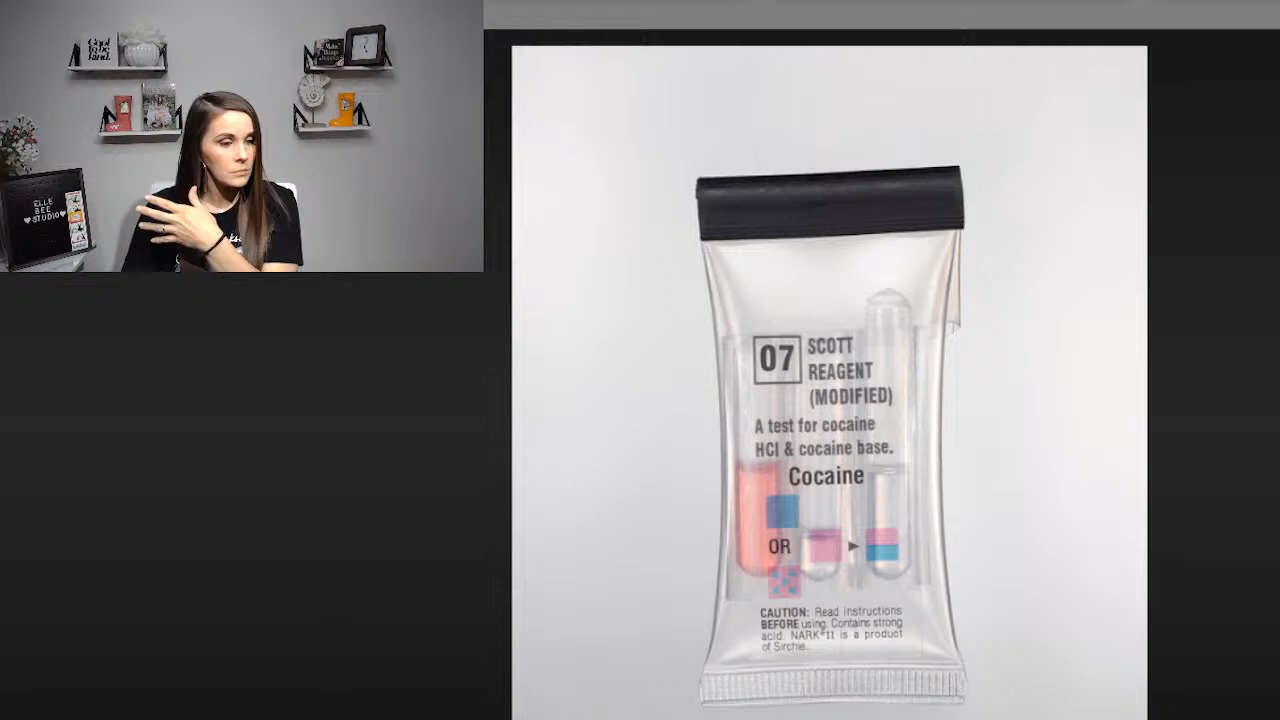 ELLE
BEE
♥STUDIO♥
07
SCOTT
REAGENT
(MODIFIED)
A test for cocaine
HCl & cocaine base.
Cocaine
OR
CAUTION: Read instructions
BEFORE using. Contains strong
acid. NARK®II is a product
of Sirchie.